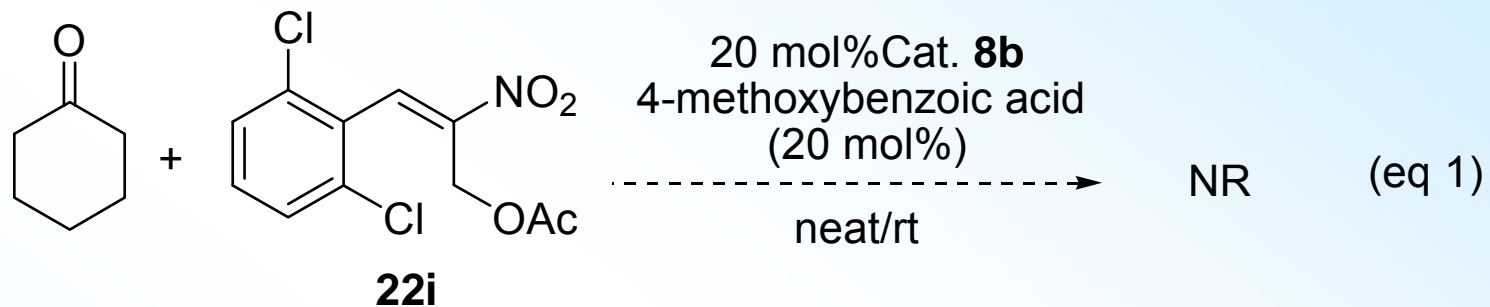 O
+
Cl
NO2
Cl
OAc
22i
20 mol%Cat. 8b
4-methoxybenzoic acid
(20 mol%)
neat/rt
NR
(eq 1)